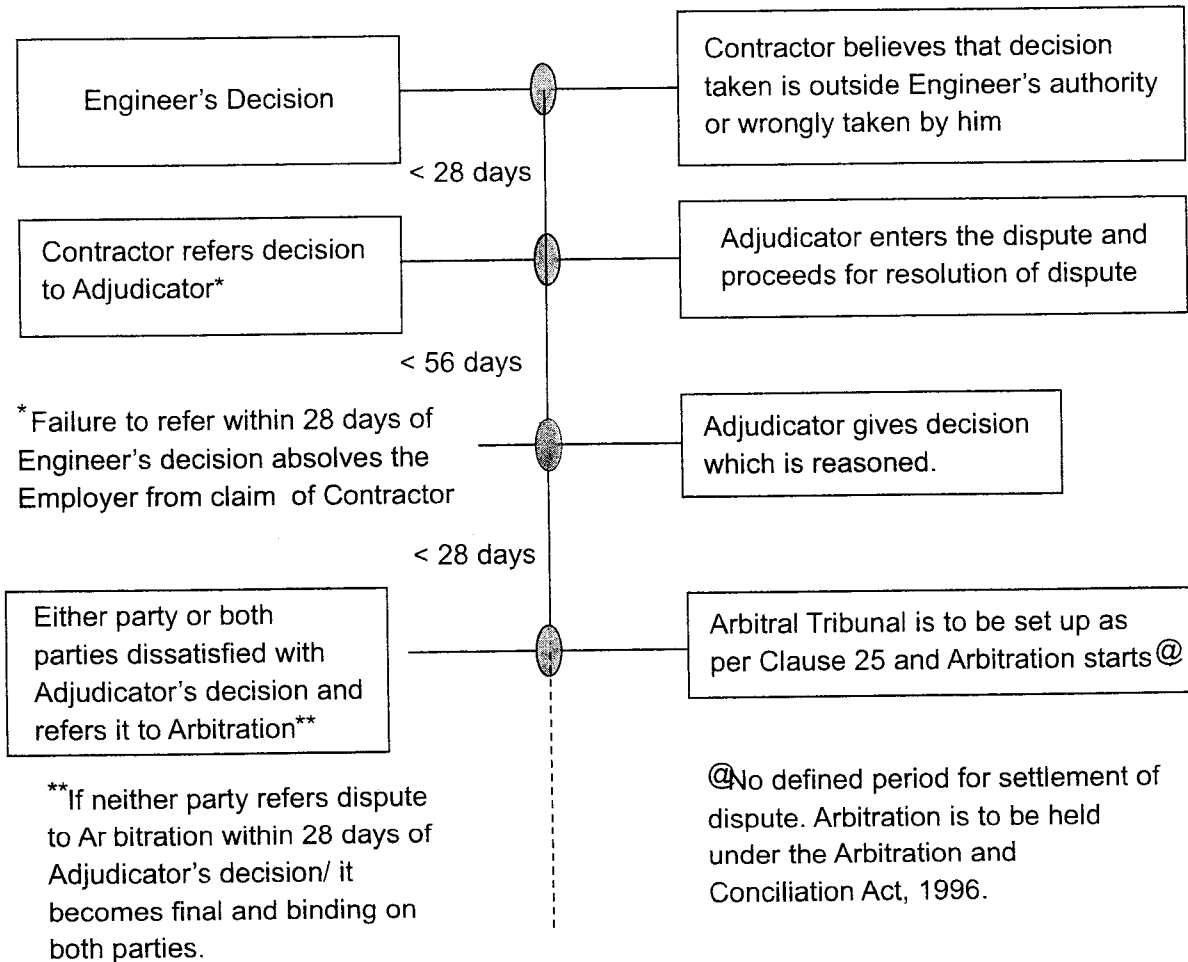 Engineer's Decision
Contractor believes that decision
taken is outside Engineer's authority
or wrongly taken by him
< 28 days
Contractor refers decision
to Adjudicator*
Adjudicator enters the dispute and
proceeds for resolution of dispute
< 56 days
*Failure to refer within 28 days of
Engineer's decision absolves the
Employer from claim of Contractor
Adjudicator gives decision
which is reasoned.
< 28 days
Either party or both
parties dissatisfied with
Adjudicator's decision and
refers it to Arbitration**
Arbitral Tribunal is to be set up as
per Clause 25 and Arbitration starts@
**If neither party refers dispute
to Ar bitration within 28 days of
Adjudicator's decision/ it
becomes final and binding on
both parties.
@No defined period for settlement of
dispute. Arbitration is to be held
under the Arbitration and
Conciliation Act, 1996.